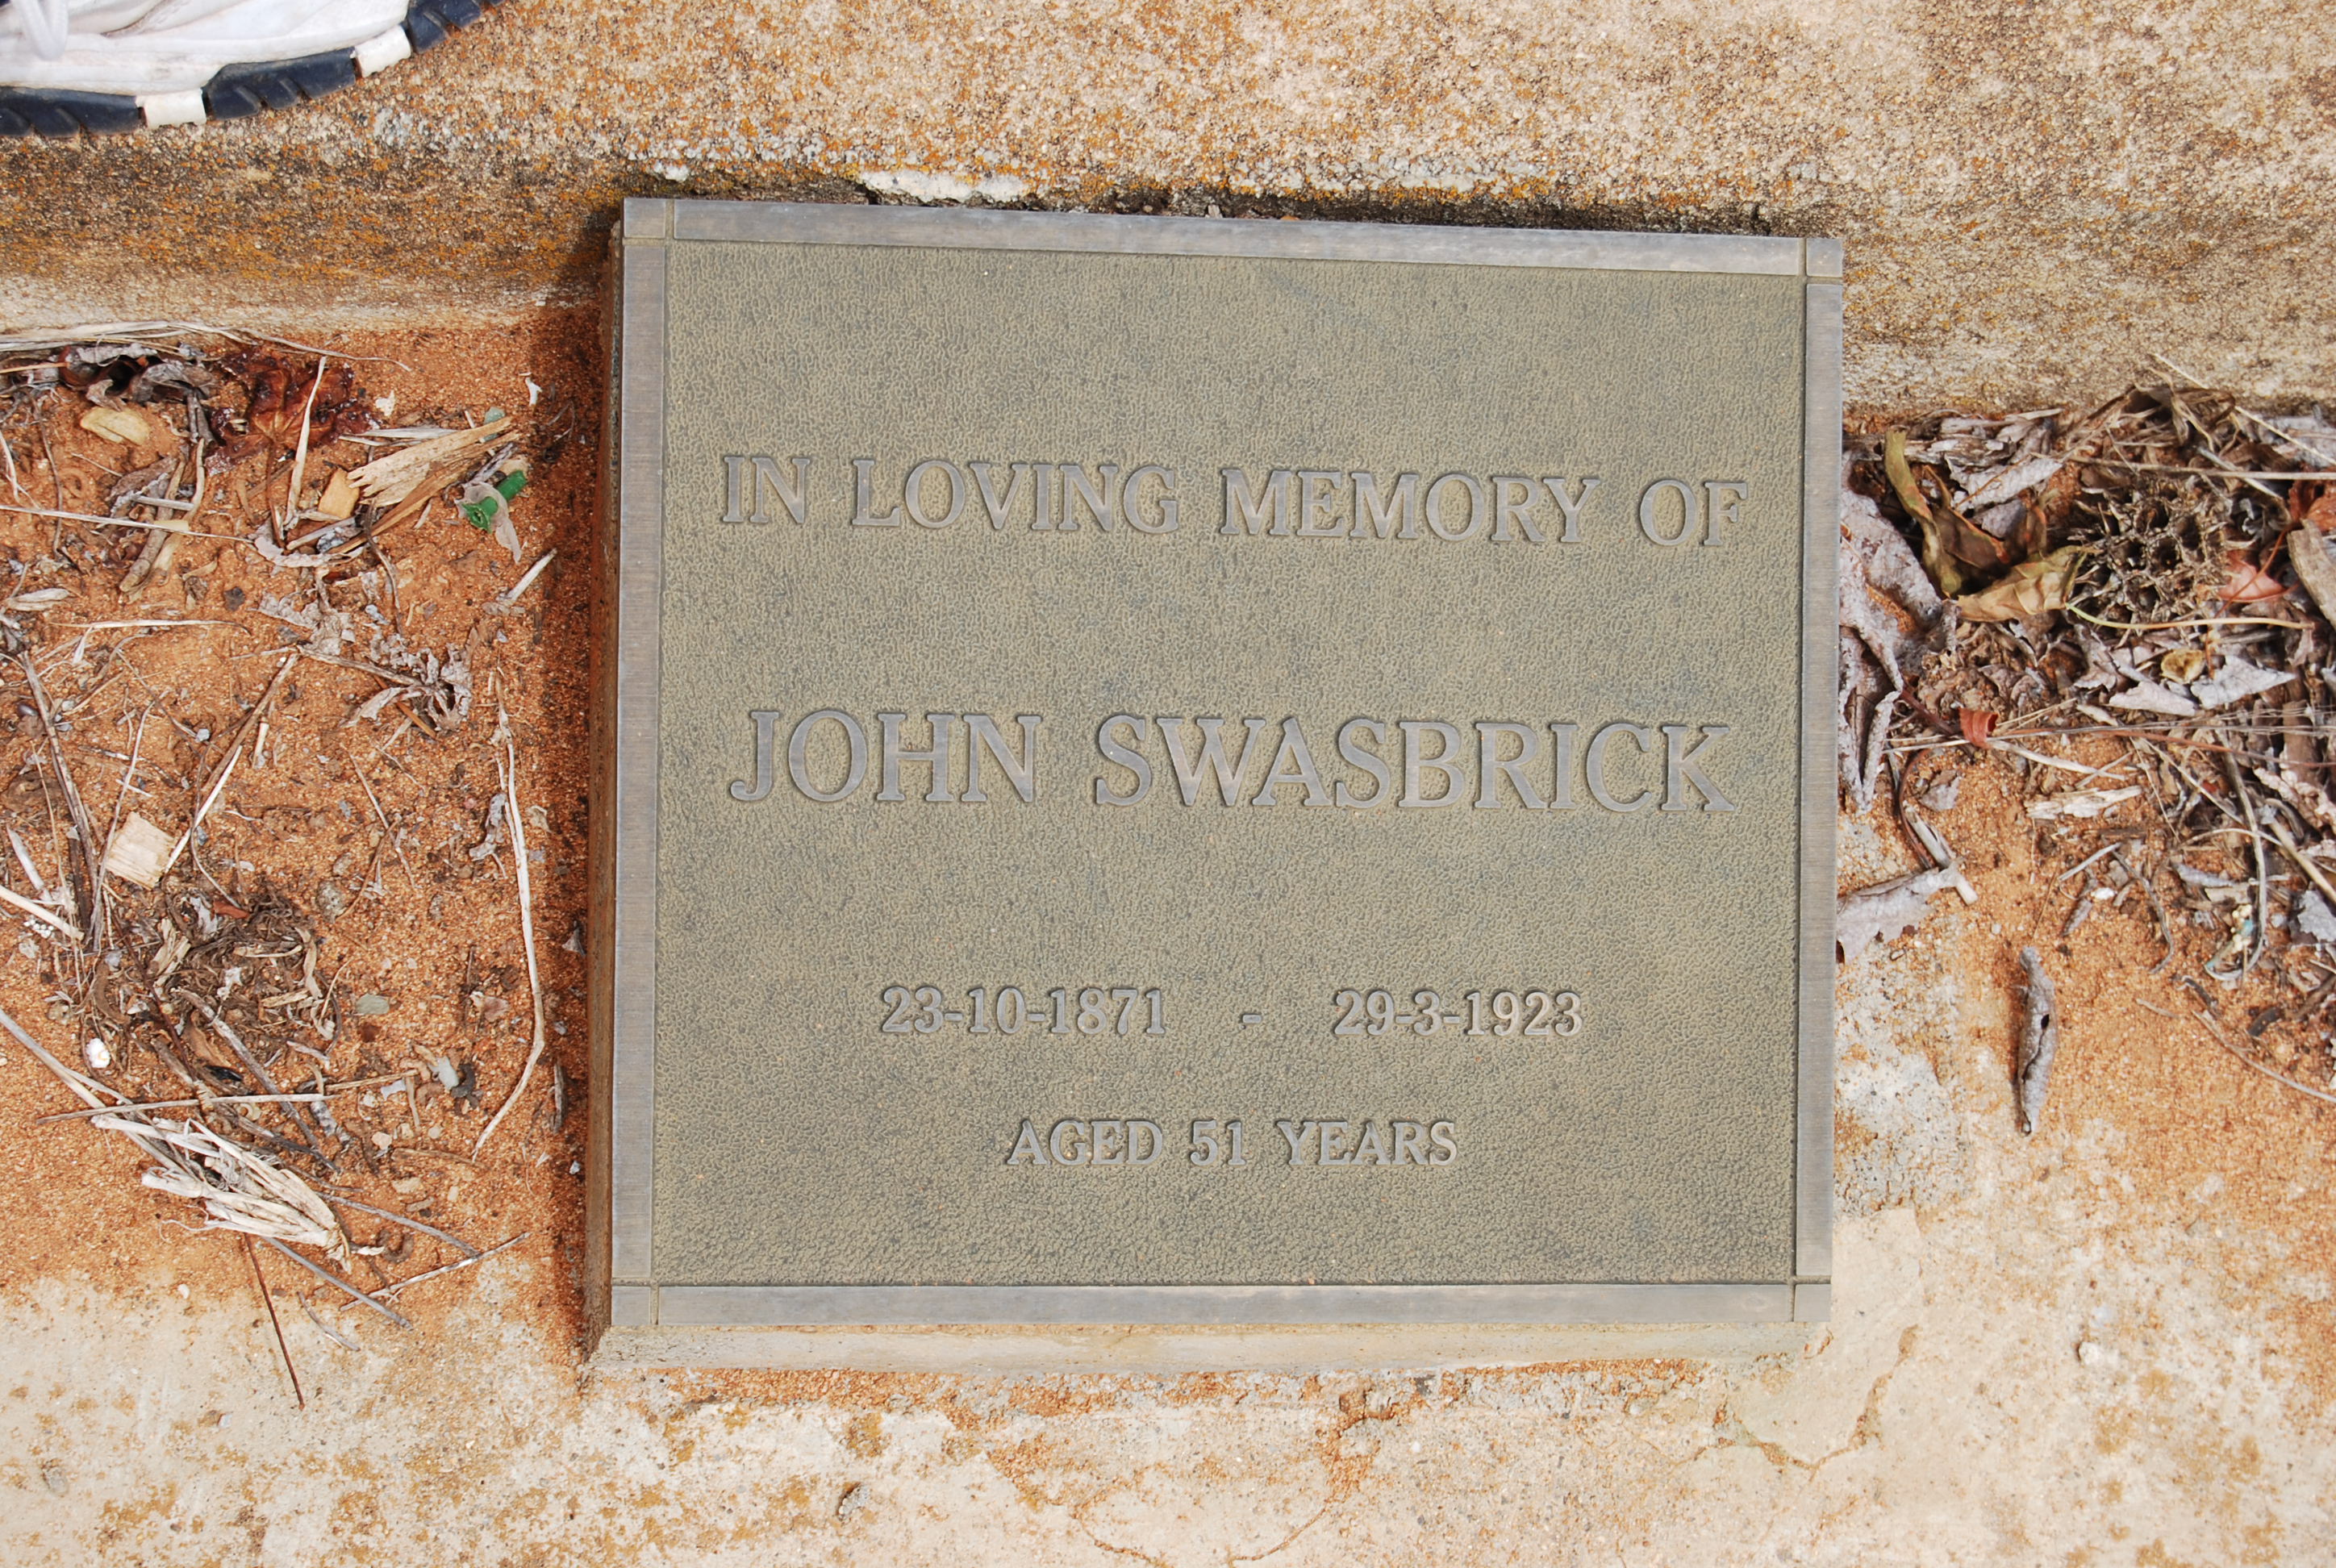 IN LOVING MEMORY OF
JOHN SWASBRICK
23-10-1871 - 29-3-1923
AGED 51 YEARS